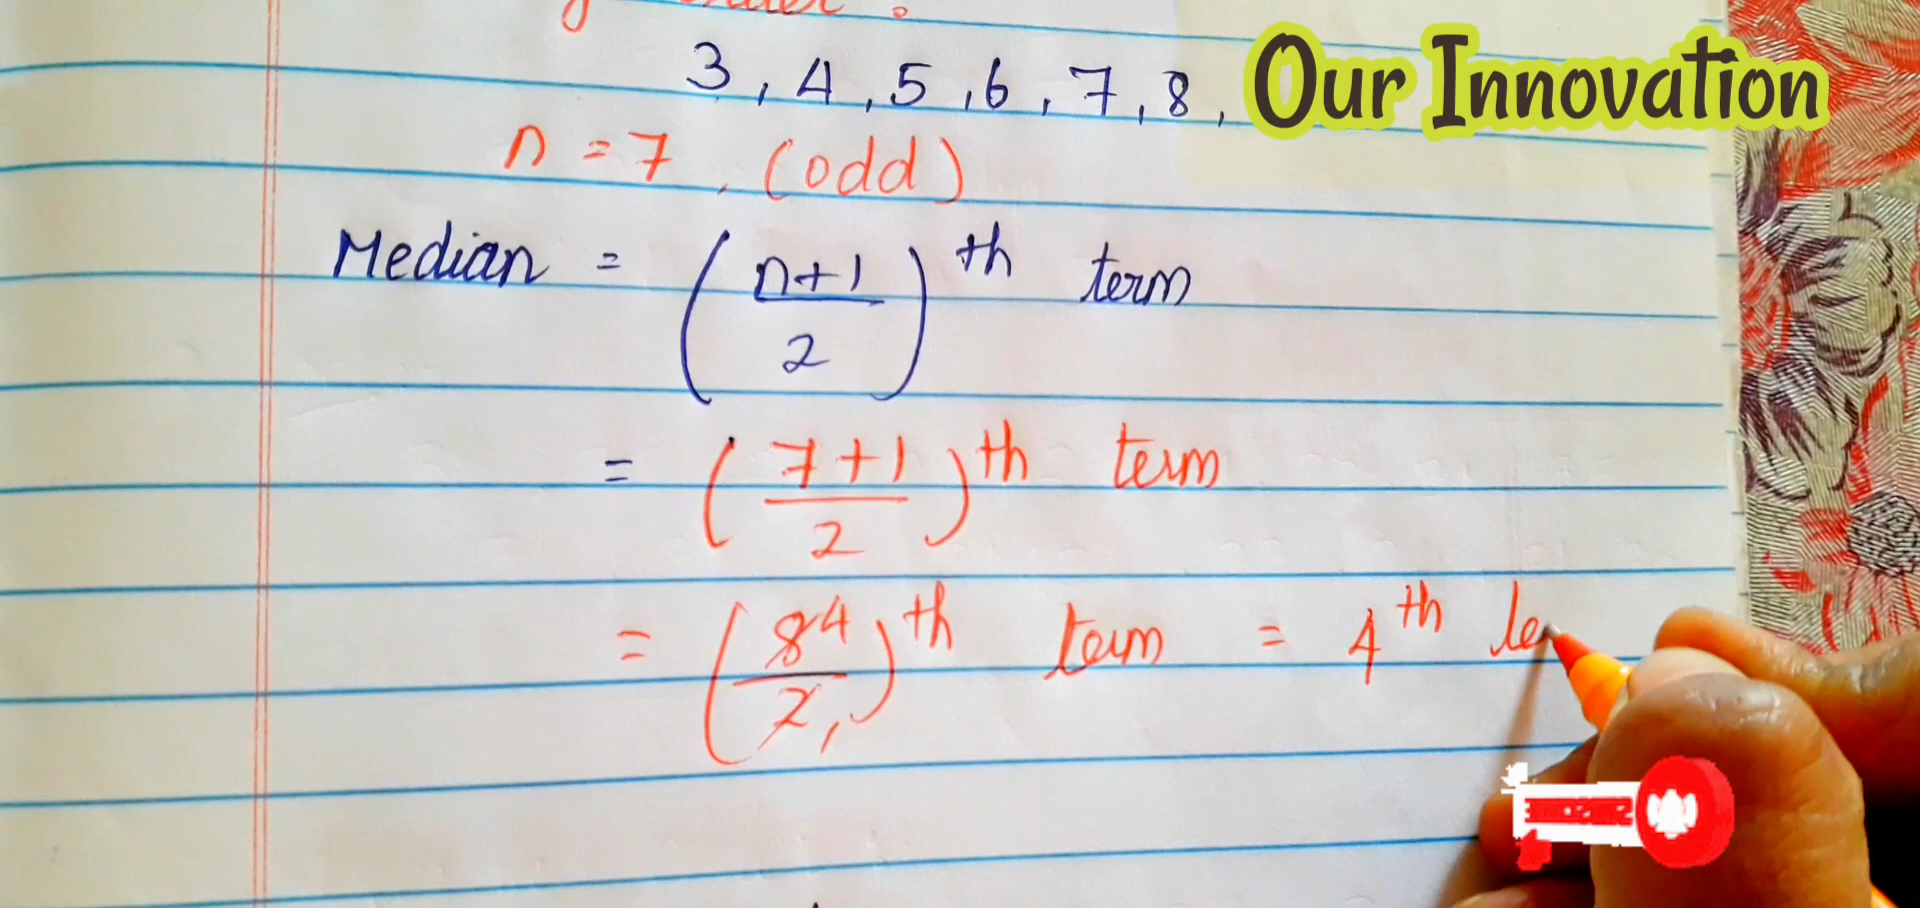 3, 4, 5, 6, 7, 8,
Our Innovation
n = 7, (odd)
Median = (n+1/2)th term
= (7+1/2)th term
= (8 4/2 1)th term = 4th te